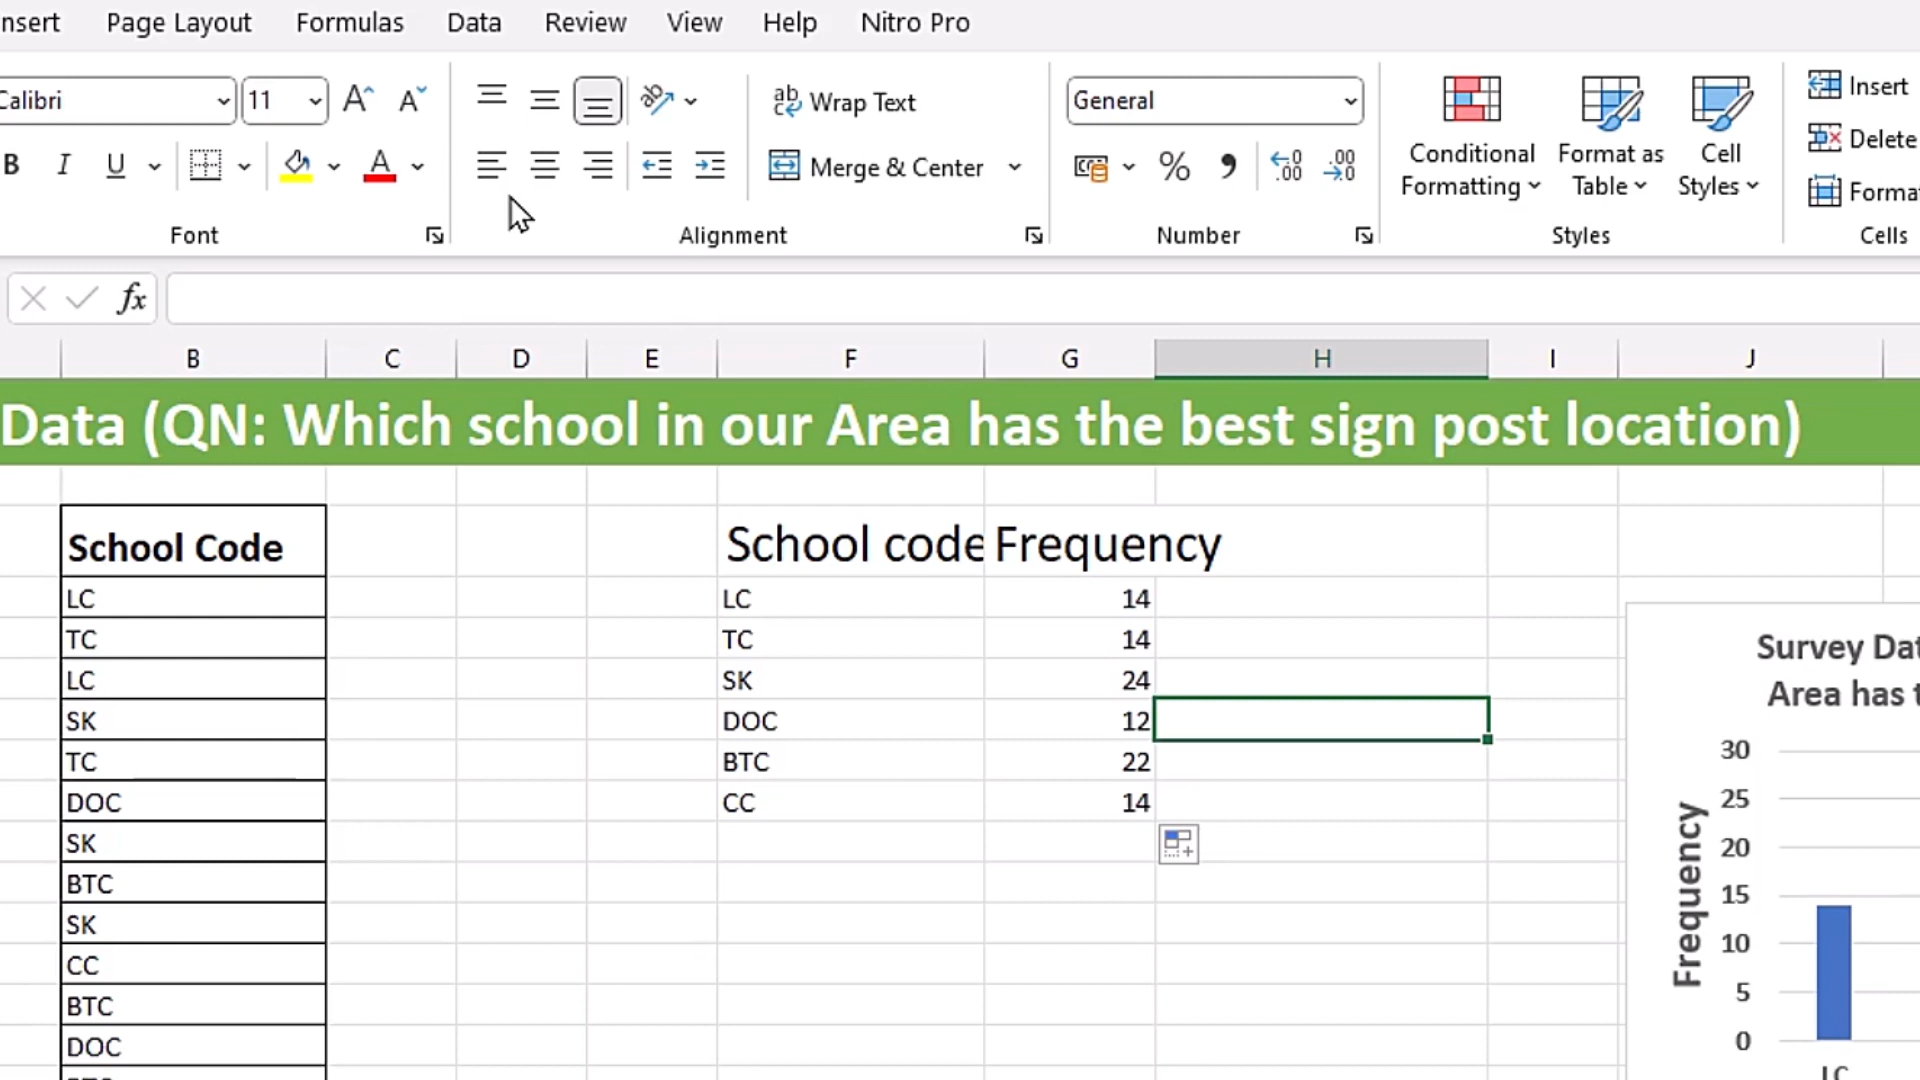 nsert Page Layout Formulas Data Review View Help Nitro Pro
Calibri 11 A A ab Wrap Text General Conditional Formatting Format as Table Cell Styles Insert
Delete
B I U A Merge & Center % , .00 .00
Forma
Font Alignment Number Styles Cells
fx
B C D E F G H I J
Data (QN: Which school in our Area has the best sign post location)
School Code School code Frequency
LC LC 14
TC TC 14
LC SK 24
SK DOC 12
TC BTC 22
DOC CC 14
SK
BTC
SK
CC
BTC
DOC
Survey Dat
Area has t
Frequency
30
25
20
15
10
5
0
LC